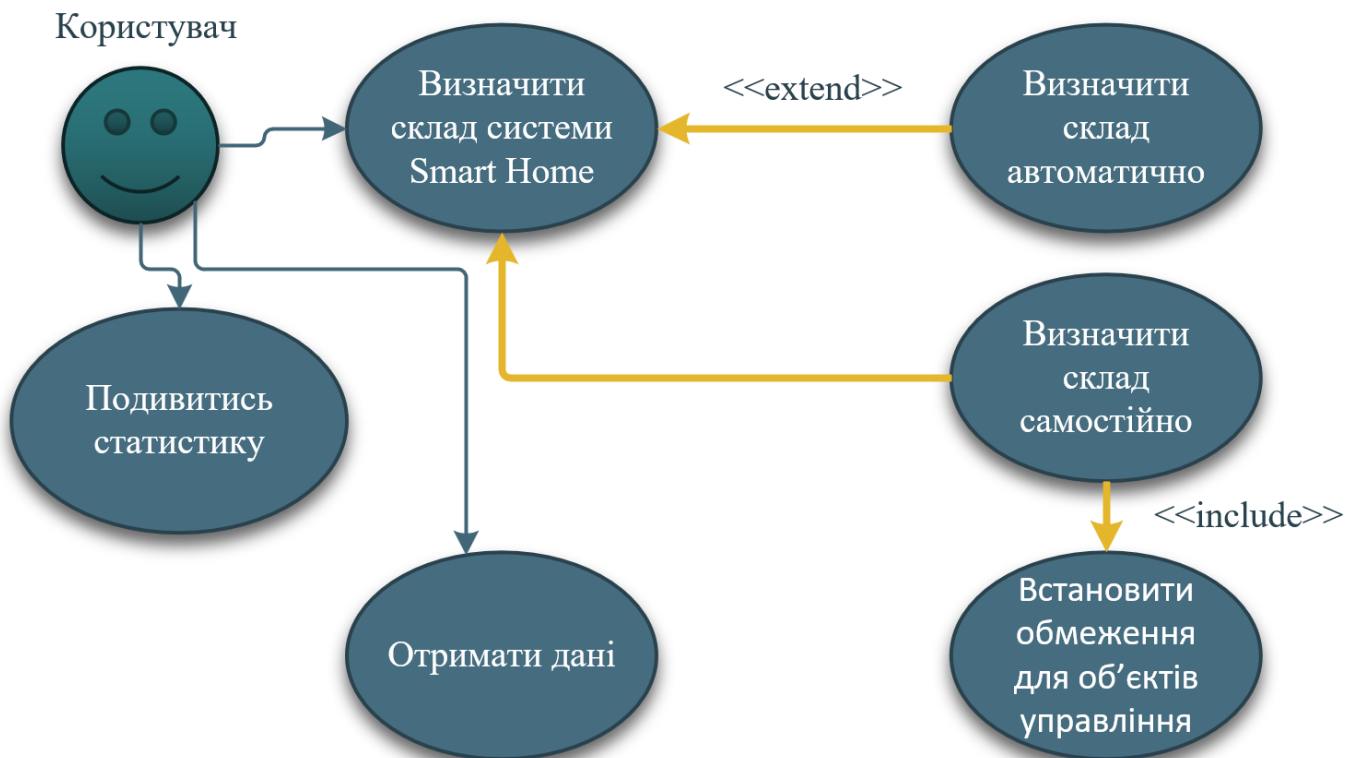 Користувач
Визначити
склад системи
Smart Home
<<extend>>
Визначити
склад
автоматично
Визначити
склад
самостійно
Подивитись
статистику
<<include>>
Отримати дані
Встановити
обмеження
для об’єктів
управління